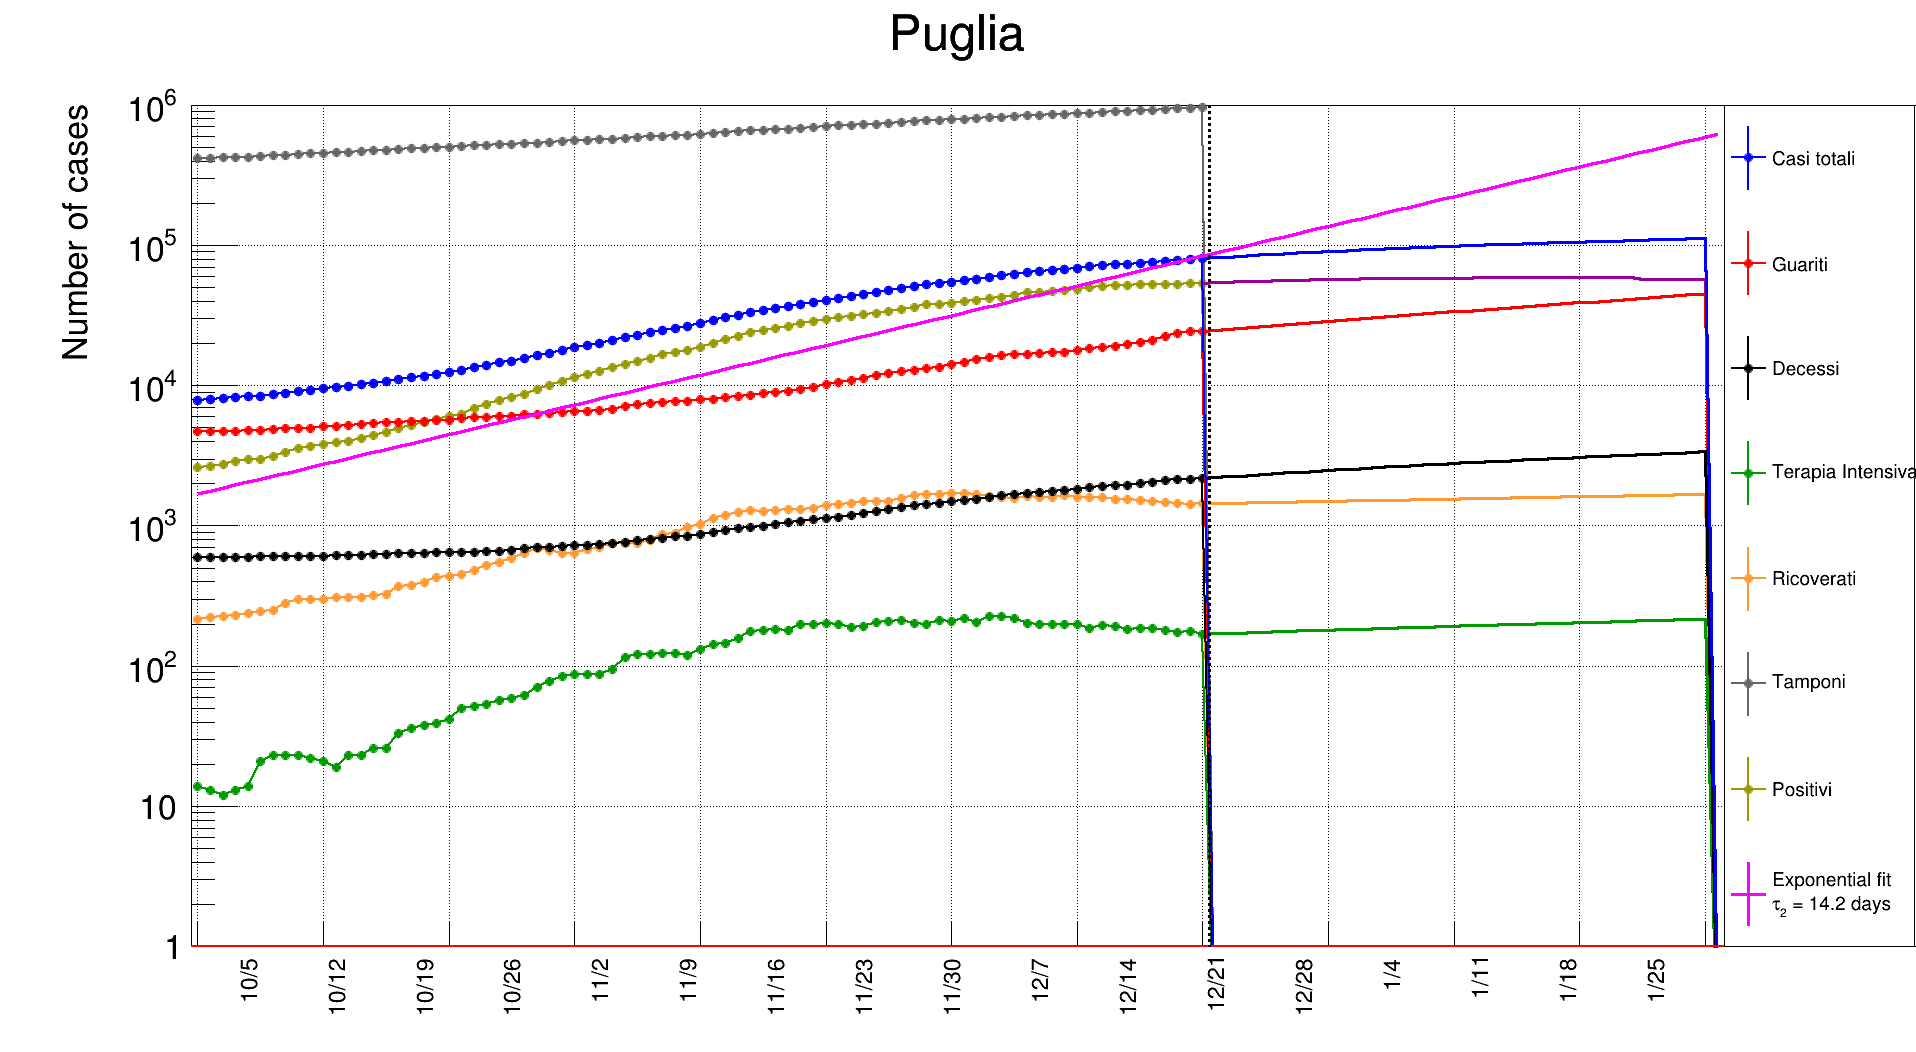 Puglia
Number of cases
10^6
10^5
10^4
10^3
10^2
10
1
10/5
10/12
10/19
10/26
11/2
11/9
11/16
11/23
11/30
12/7
12/14
12/21
12/28
1/4
1/11
1/18
1/25
Casi totali
Guariti
Decessi
Terapia Intensiva
Ricoverati
Tamponi
Positivi
Exponential fit
τ_2 = 14.2 days